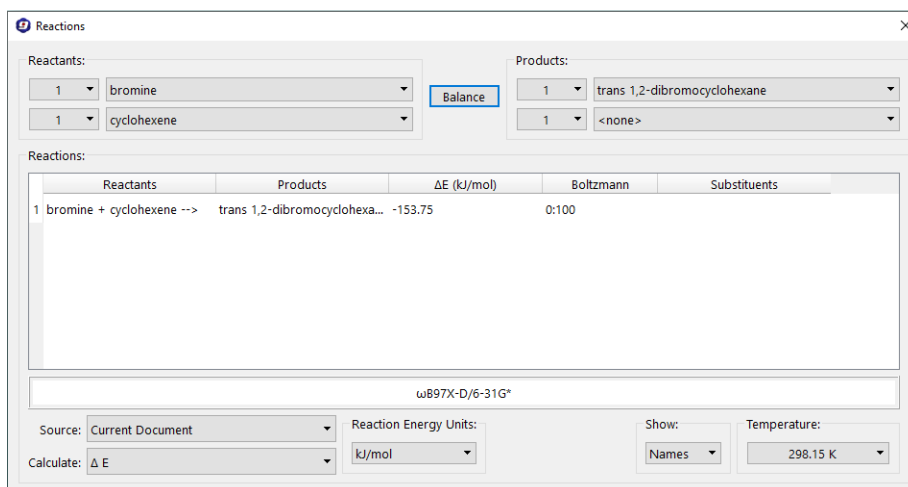 Reactions
Reactants:
1 bromine
1 cyclohexene
Balance
Products:
1 trans 1,2-dibromocyclohexane
1 <none>
Reactions:
Reactants Products ΔE (kJ/mol) Boltzmann Substituents
1 bromine + cyclohexene --> trans 1,2-dibromocyclohexa... -153.75 0:100
ωB97X-D/6-31G*
Source: Current Document
Calculate: Δ E
Reaction Energy Units:
kJ/mol
Show:
Names
Temperature:
298.15 K